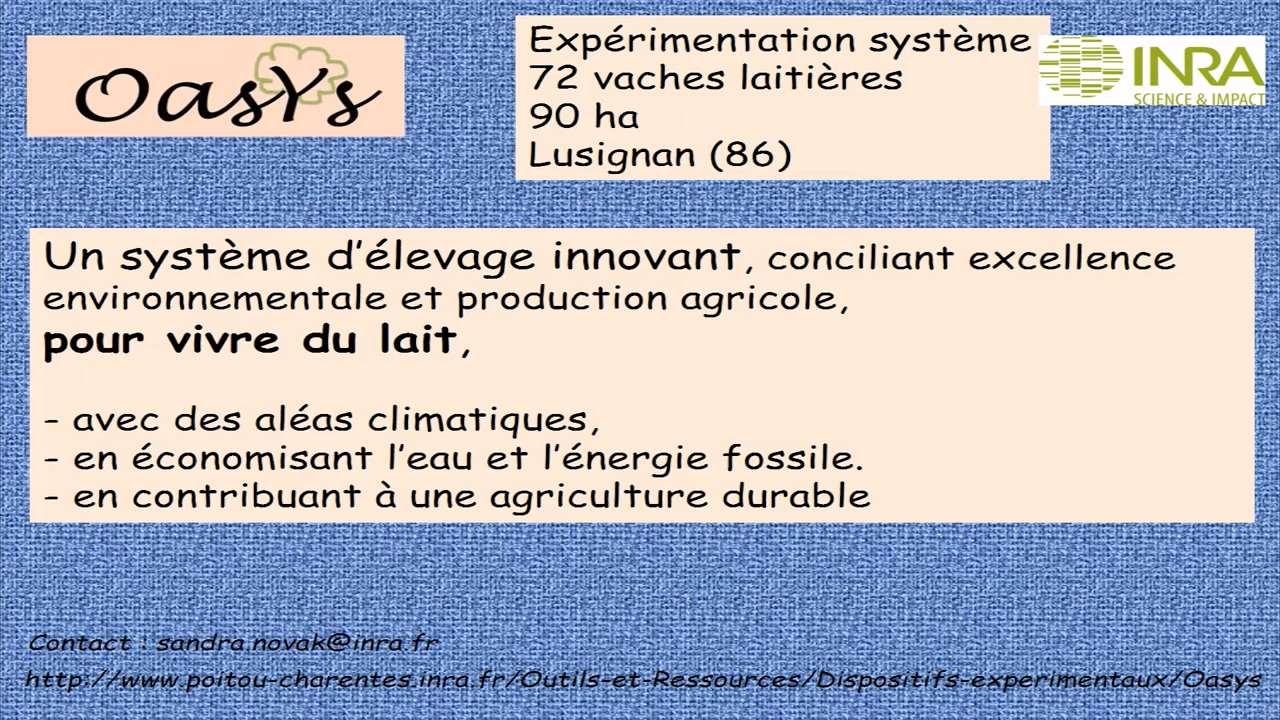 OasYs
Expérimentation système
72 vaches laitières
90 ha
Lusignan (86)
INRA
SCIENCE & IMPACT
Un système d’élevage innovant, conciliant excellence
environnementale et production agricole,
pour vivre du lait,
- avec des aléas climatiques,
- en économisant l’eau et l’énergie fossile.
- en contribuant à une agriculture durable
Contact : sandra.novak@inra.fr
http://www.poitou-charentes.inra.fr/Outils-et-Ressources/Dispositifs-experimentaux/Oasys